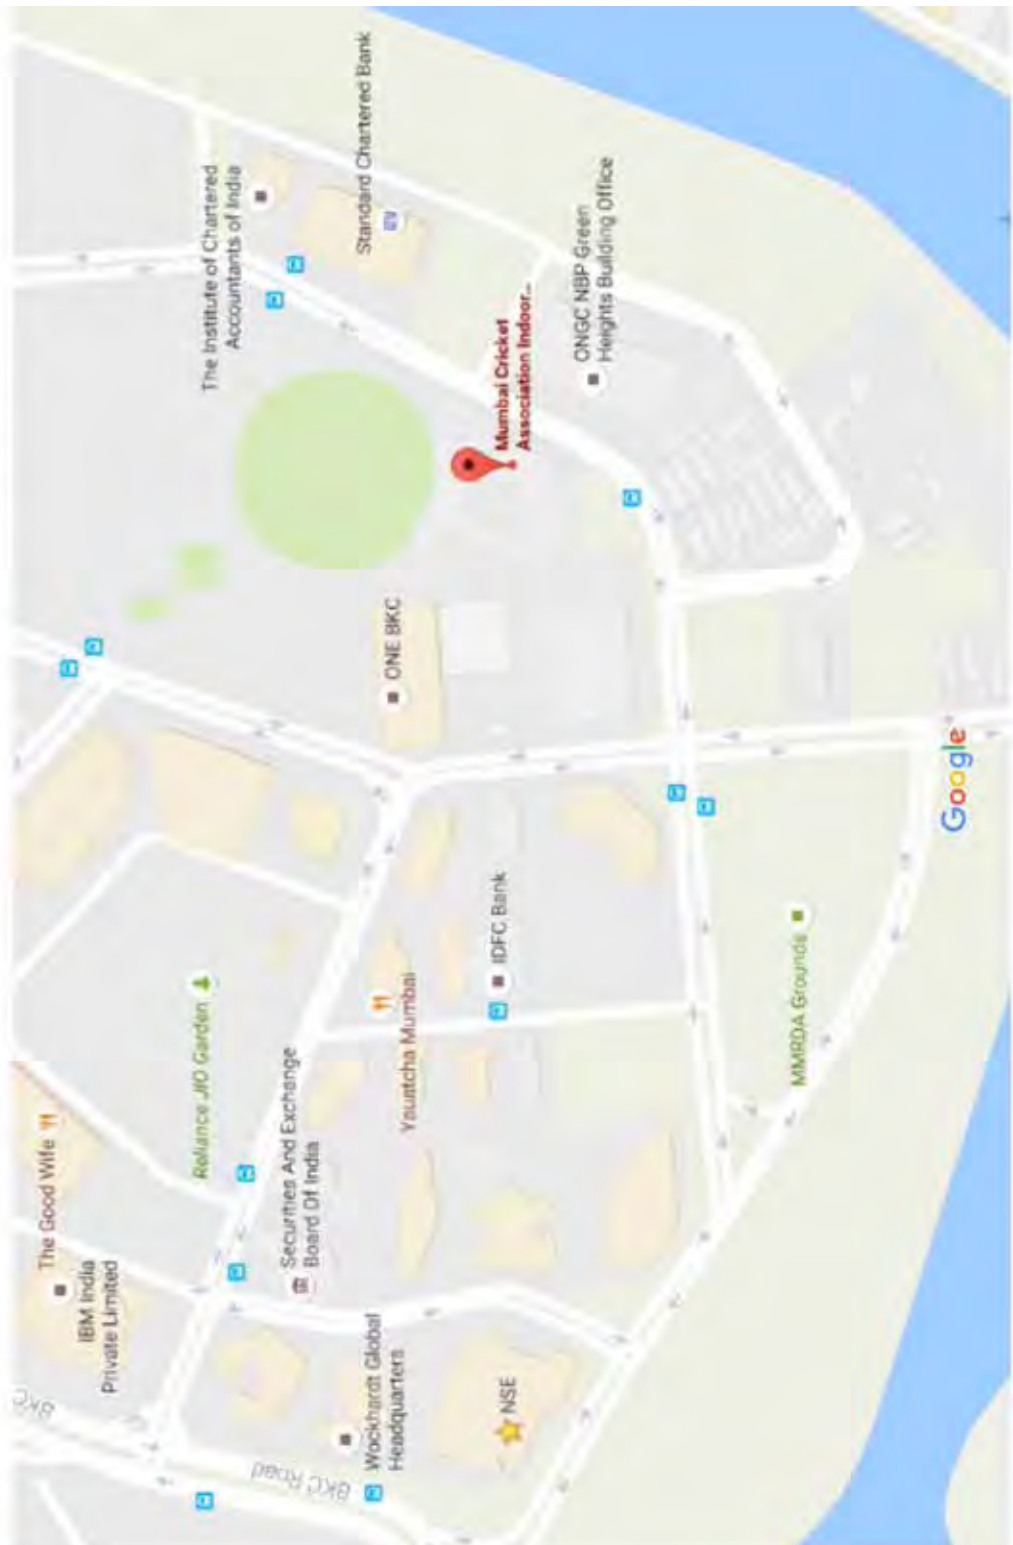 BKC
IBM India
Private Limited
The Good Wife
BKC Road
Wockhardt Global
Headquarters
NSE
Securities And Exchange
Board Of India
Reliance JIO Garden
Yauatcha Mumbai
IDFC Bank
MMRDA Grounds
ONE BKC
Google
The Institute of Chartered
Accountants of India
Standard Chartered Bank
Mumbai Cricket
Association Indoor...
ONGC NBP Green
Heights Building Office